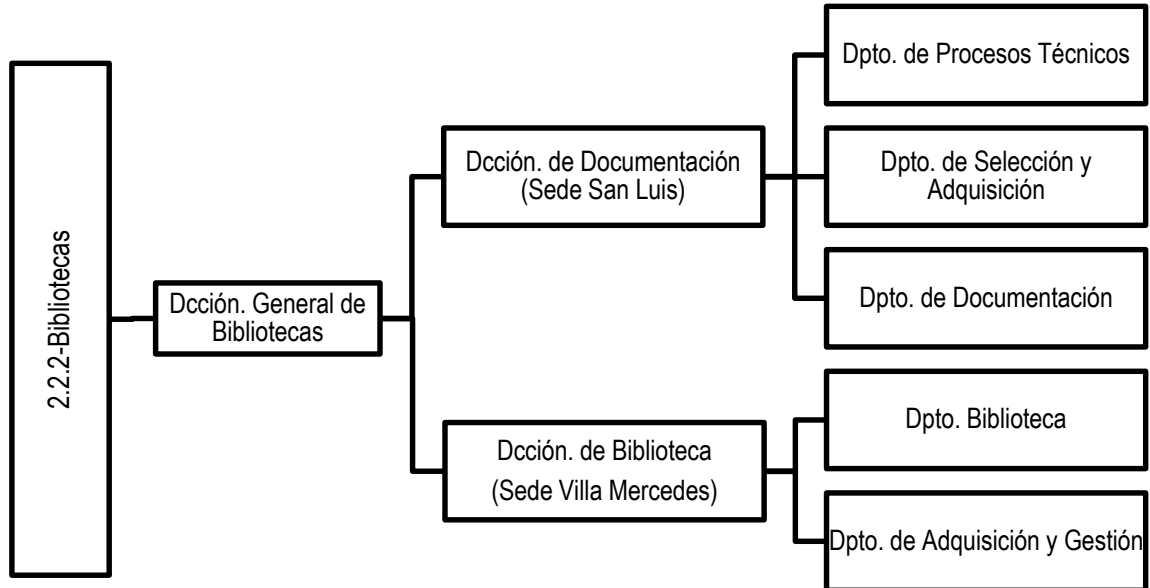 2.2.2-Bibliotecas
Dcción. General de
Bibliotecas
Dcción. de Documentación
(Sede San Luis)
Dpto. de Procesos Técnicos
Dpto. de Selección y
Adquisición
Dpto. de Documentación
Dcción. de Biblioteca
(Sede Villa Mercedes)
Dpto. Biblioteca
Dpto. de Adquisición y Gestión